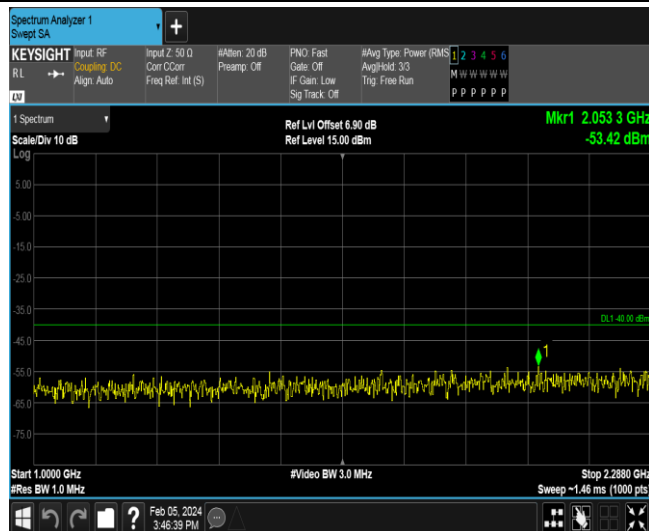 Spectrum Analyzer 1
Swept SA
+
KEYSIGHT
RL
LXI
Input: RF
Coupling: DC
Align: Auto
Input Z: 50 Ω
Corr CCorr
Freq Ref: Int (S)
#Atten: 20 dB
Preamp: Off
PNO: Fast
Gate: Off
IF Gain: Low
Sig Track: Off
#Avg Type: Power (RMS
Avg|Hold: 3/3
Trig: Free Run
1 2 3 4 5 6
M W W W W W
P P P P P P
1 Spectrum
Scale/Div 10 dB
Log
Ref Lvl Offset 6.90 dB
Ref Level 15.00 dBm
Mkr1 2.053 3 GHz
-53.42 dBm
5.00
-5.00
-15.0
-25.0
-35.0
DL1 -40.00 dBm
-45.0
1
-55.0
-65.0
-75.0
Start 1.0000 GHz
#Res BW 1.0 MHz
#Video BW 3.0 MHz
Stop 2.2880 GHz
Sweep ~1.46 ms (1000 pts)
?
Feb 05, 2024
3:46:39 PM